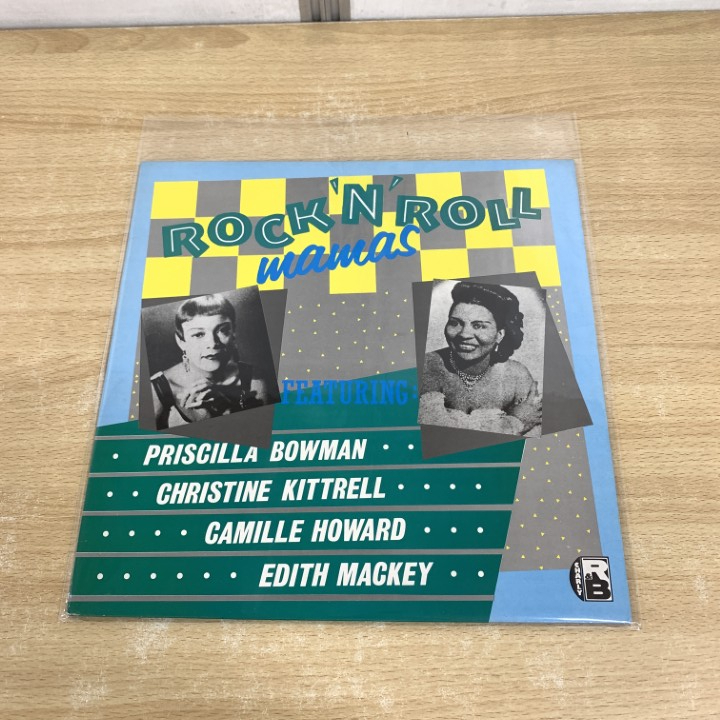 ROCK 'N' ROLL
mamas
FEATURING:
PRISCILLA BOWMAN
CHRISTINE KITTRELL
CAMILLE HOWARD
EDITH MACKEY
CHARLY
R&B